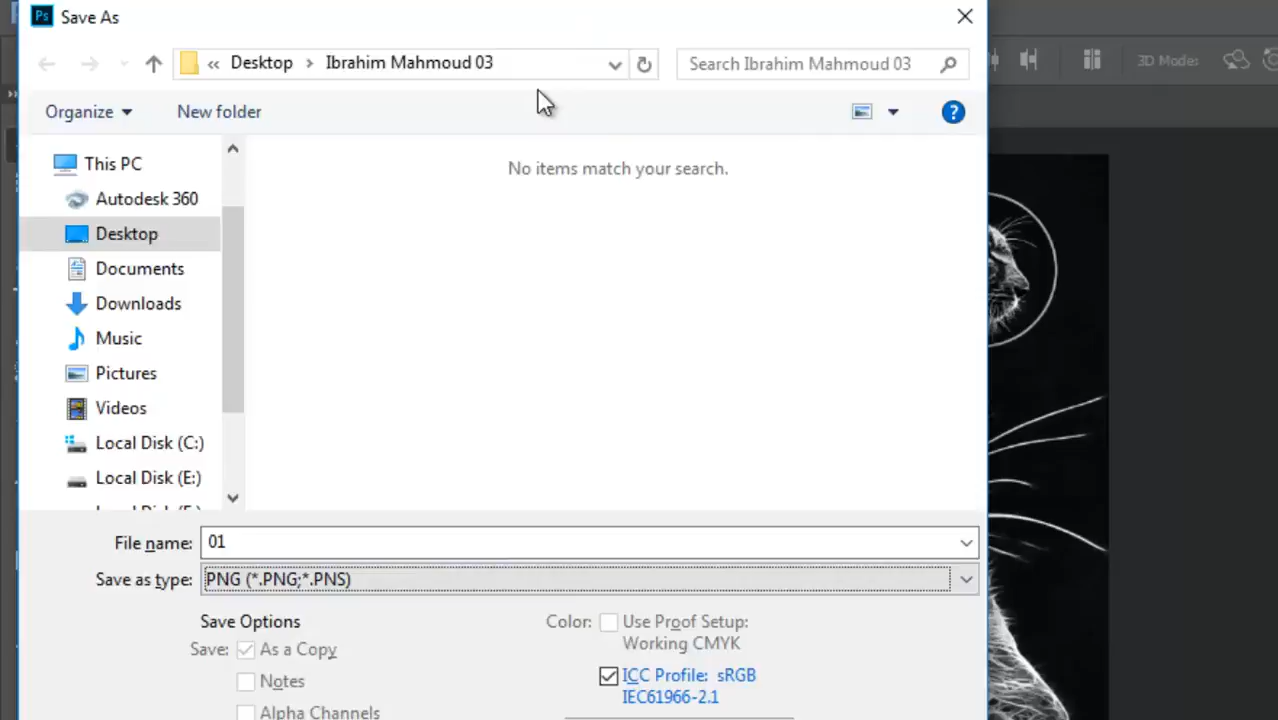 Ps Save As
« Desktop > Ibrahim Mahmoud 03
Search Ibrahim Mahmoud 03
3D Mode:
Organize
New folder
?
This PC
No items match your search.
Autodesk 360
Desktop
Documents
Downloads
Music
Pictures
Videos
Local Disk (C:)
Local Disk (E:)
File name: 01
Save as type: PNG (*.PNG;*.PNS)
Save Options
Color: Use Proof Setup:
Working CMYK
Save: As a Copy
ICC Profile: sRGB
IEC61966-2.1
Notes
Alpha Channels